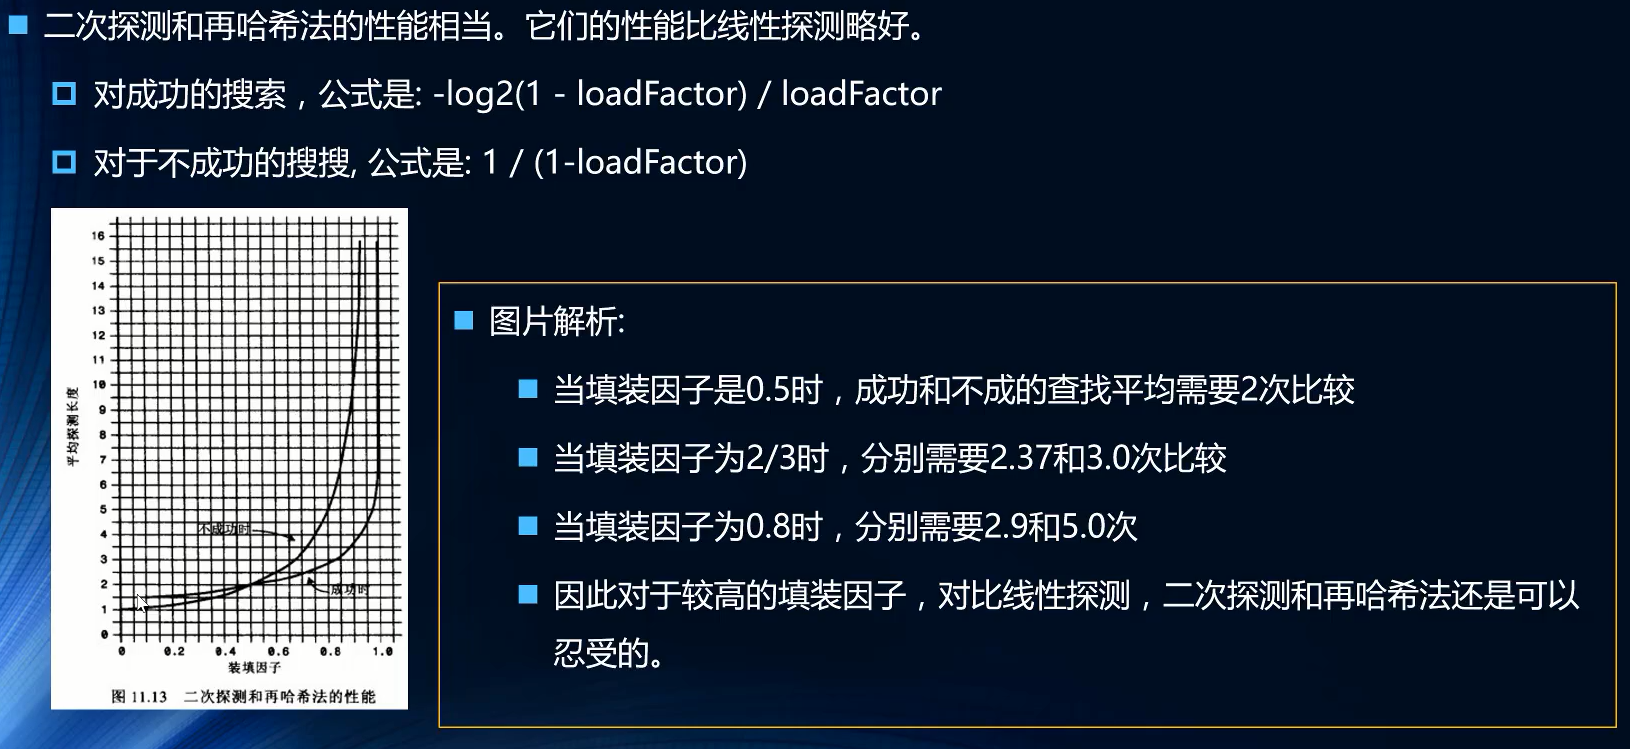 二次探测和再哈希法的性能相当。它们的性能比线性探测略好。
对成功的搜索，公式是: -log2(1 - loadFactor) / loadFactor
对于不成功的搜搜, 公式是: 1 / (1-loadFactor)
16
15
14
13
12
11
10
9
8
7
6
5
4
3
2
1
0
平均探测长度
不成功时
成功时
0 0.2 0.4 0.6 0.8 1.0
装填因子
图 11.13 二次探测和再哈希法的性能
图片解析:
当填装因子是0.5时，成功和不成的查找平均需要2次比较
当填装因子为2/3时，分别需要2.37和3.0次比较
当填装因子为0.8时，分别需要2.9和5.0次
因此对于较高的填装因子，对比线性探测，二次探测和再哈希法还是可以
忍受的。